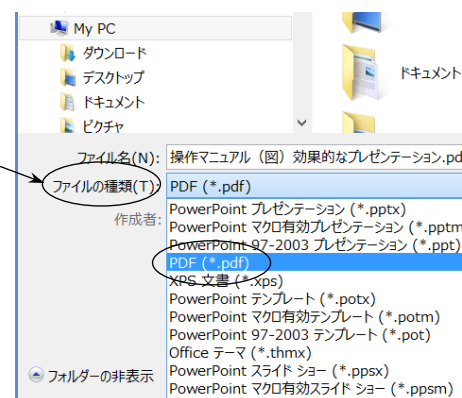 My PC
ダウンロード
デスクトップ
ドキュメント
ピクチャ
ドキュメント
ファイル名(N): 操作マニュアル（図）効果的なプレゼンテーション.pd
ファイルの種類(T): PDF (*.pdf)
作成者:
PowerPoint プレゼンテーション (*.pptx)
PowerPoint マクロ有効プレゼンテーション (*.pptm
PowerPoint 97-2003 プレゼンテーション (*.ppt)
PDF (*.pdf)
XPS 文書 (*.xps)
PowerPoint テンプレート (*.potx)
PowerPoint マクロ有効テンプレート (*.potm)
PowerPoint 97-2003 テンプレート (*.pot)
Office テーマ (*.thmx)
PowerPoint スライド ショー (*.ppsx)
PowerPoint マクロ有効スライド ショー (*.ppsm)
フォルダーの非表示